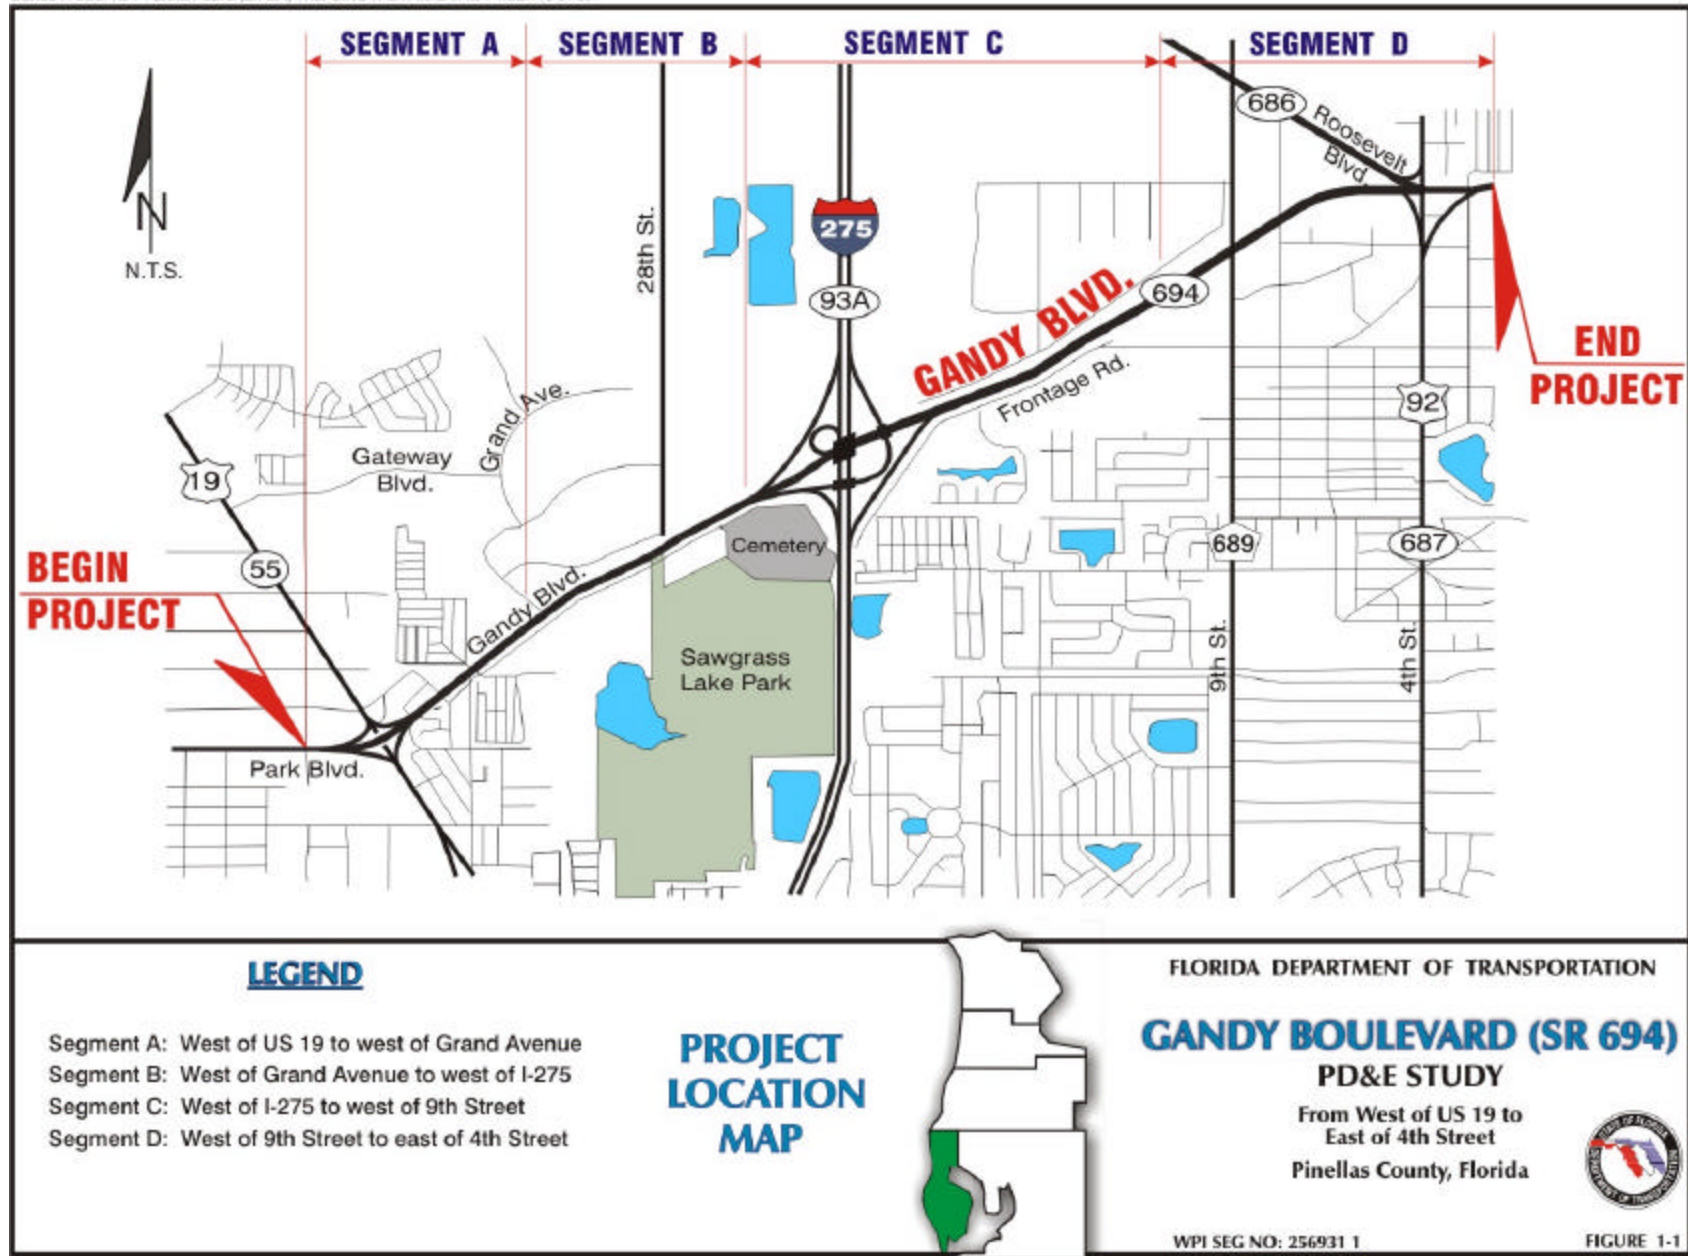 SEGMENT A
SEGMENT B
SEGMENT C
SEGMENT D
686
Roosevelt
Blvd.
N
N.T.S.
28th St.
275
93A
GANDY BLVD.
694
END
PROJECT
Frontage Rd.
92
Grand Ave.
Gateway
Blvd.
19
55
Cemetery
689
687
BEGIN
PROJECT
Gandy Blvd.
Sawgrass
Lake Park
9th St.
4th St.
Park Blvd.
LEGEND
Segment A: West of US 19 to west of Grand Avenue
Segment B: West of Grand Avenue to west of I-275
Segment C: West of I-275 to west of 9th Street
Segment D: West of 9th Street to east of 4th Street
PROJECT
LOCATION
MAP
FLORIDA DEPARTMENT OF TRANSPORTATION
GANDY BOULEVARD (SR 694)
PD&E STUDY
From West of US 19 to
East of 4th Street
Pinellas County, Florida
STATE OF FLORIDA
DEPARTMENT OF TRANSPORTATION
WPI SEG NO: 256931 1
FIGURE 1-1